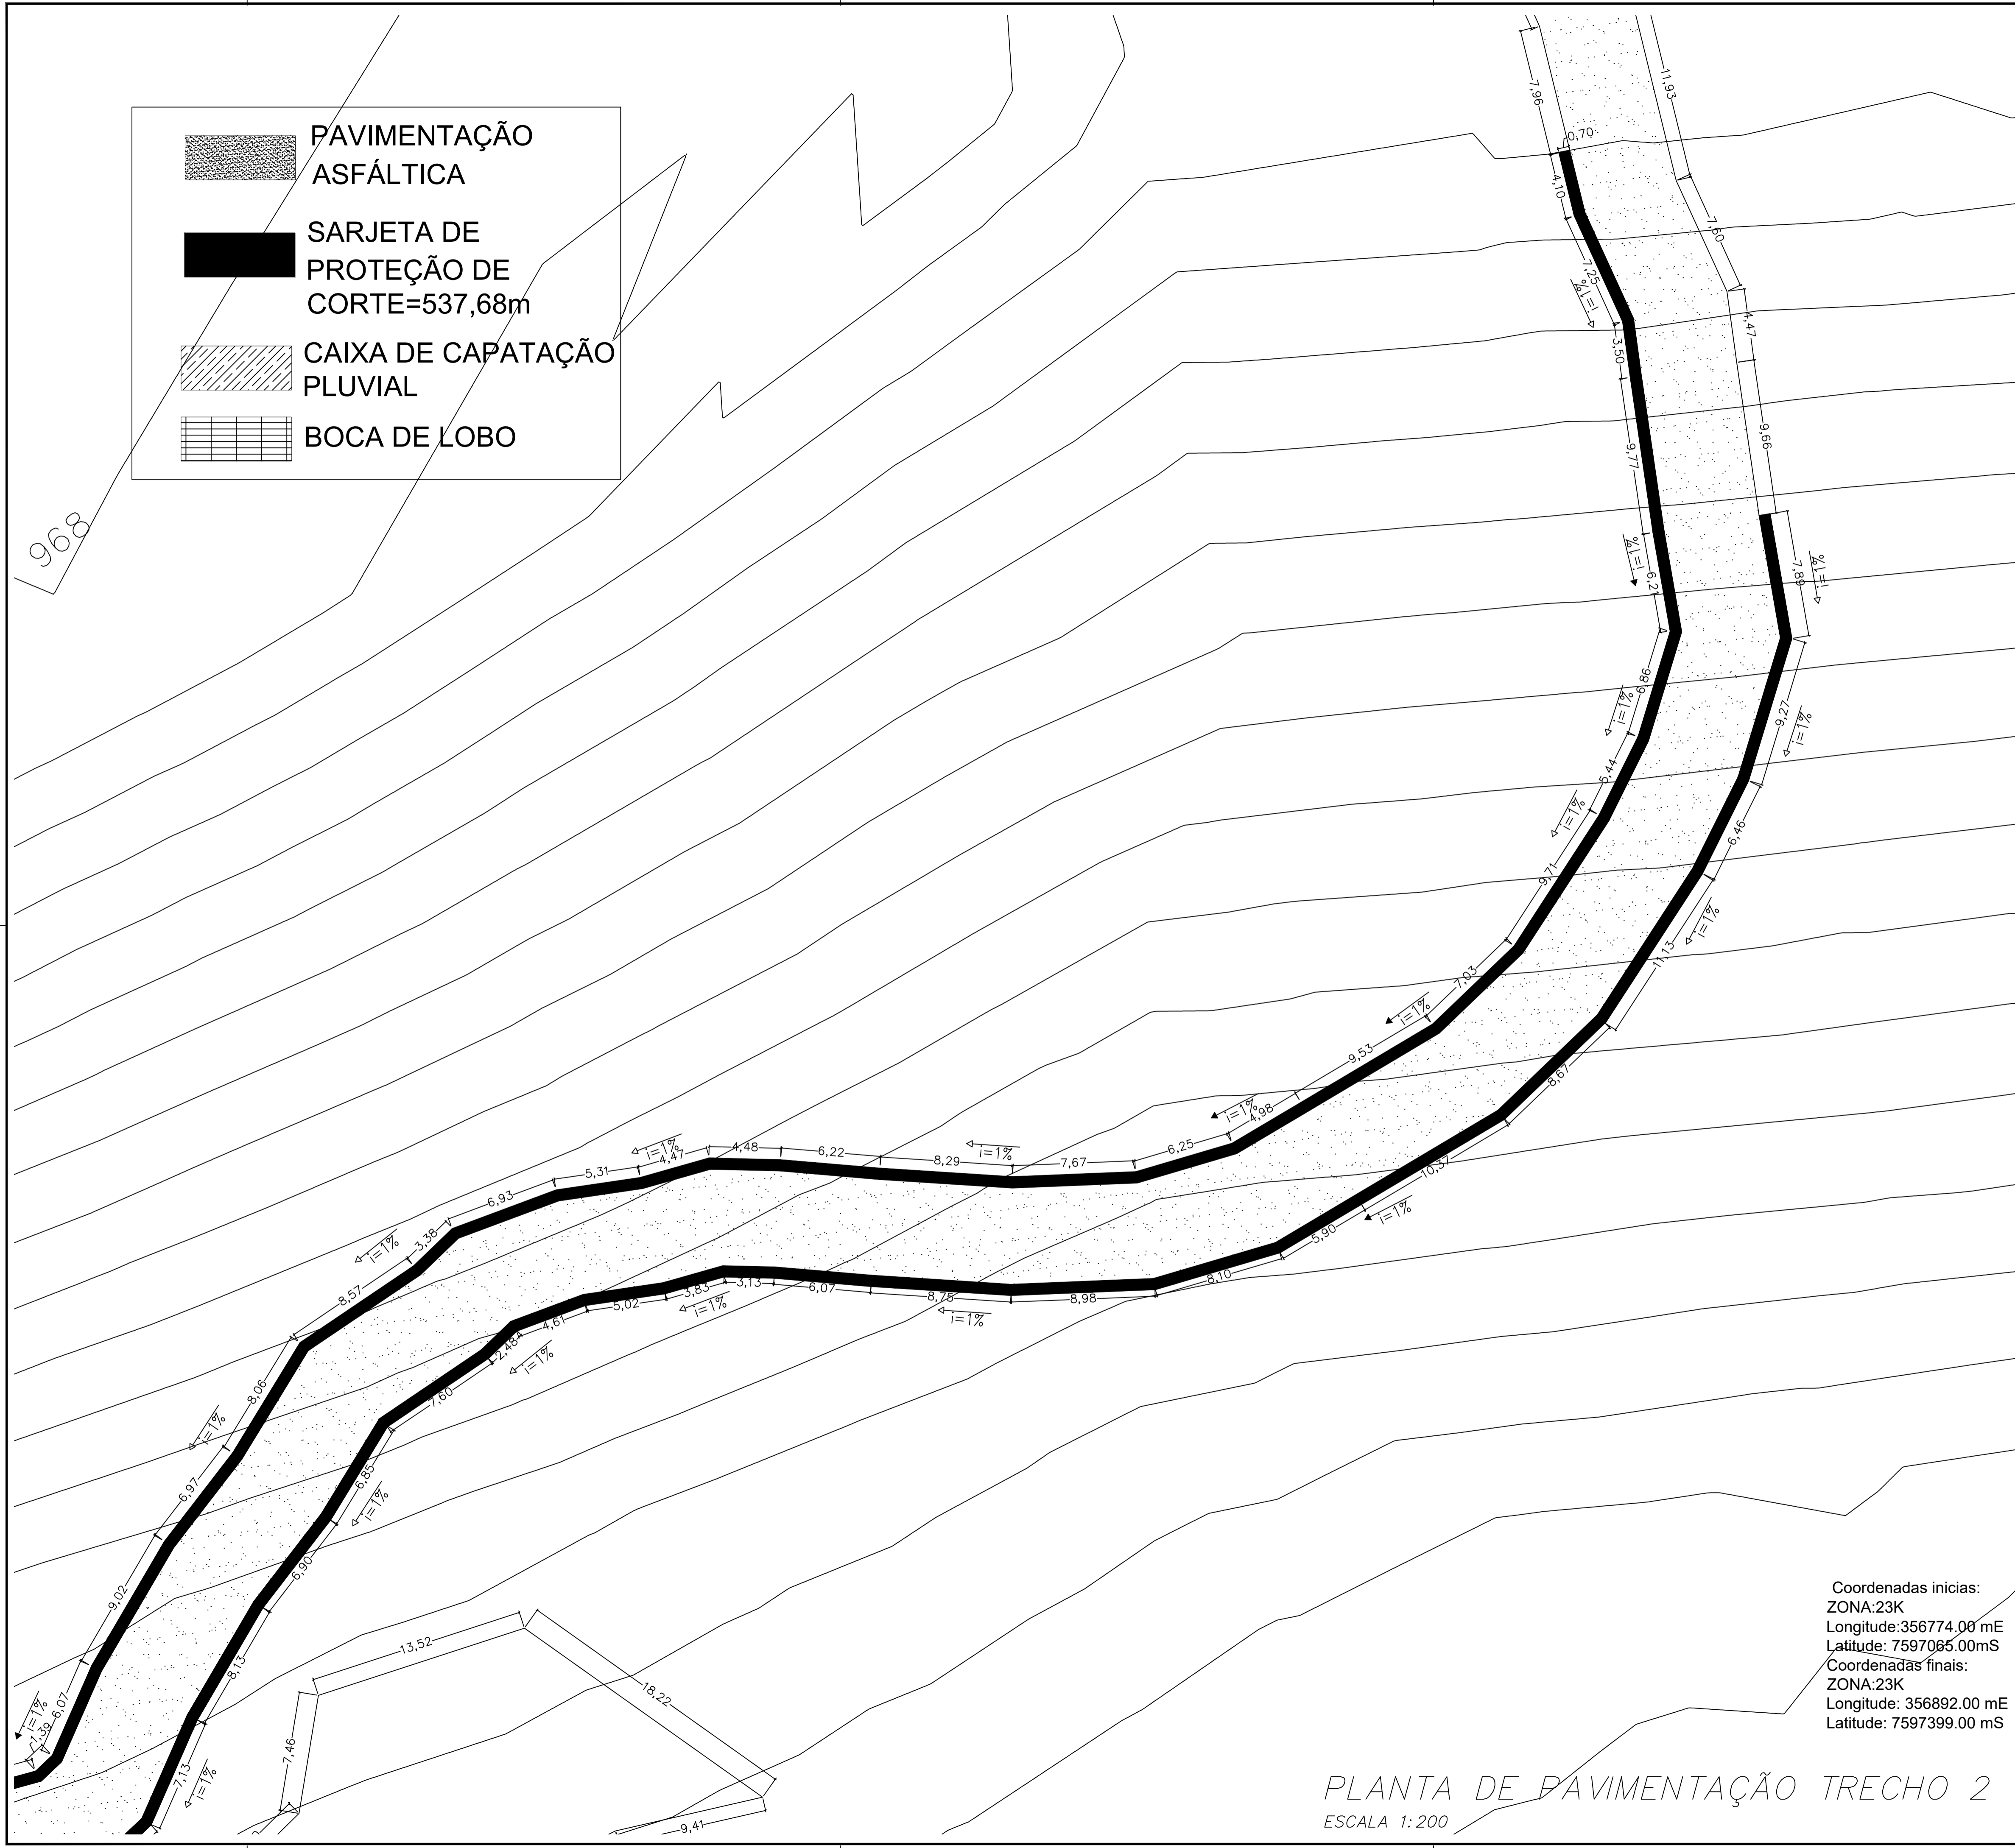 PAVIMENTAÇÃO
ASFÁLTICA
SARJETA DE
PROTEÇÃO DE
CORTE=537,68m
CAIXA DE CAPATAÇÃO
PLUVIAL
BOCA DE LOBO
968
7,96
11,93
0,70
4,10
7,60
7,25
i=1%
4,47
3,50
9,66
9,77
i=1%
6,21
7,89
i=1%
6,86
i=1%
9,27
i=1%
5,44
i=1%
6,46
9,71
i=1%
11,13
7,03
i=1%
9,53
8,67
i=1%
4,98
10,37
i=1%
5,90
6,25
8,10
7,67
8,98
i=1%
8,29
8,75
i=1%
6,22
6,07
4,48
3,13
i=1%
4,47
3,83
i=1%
5,31
5,02
6,93
4,61
3,38
i=1%
2,48
i=1%
8,57
7,60
8,06
i=1%
6,85
i=1%
6,97
6,90
9,02
8,13
6,07
i=1%
1,39
7,13
i=1%
13,52
18,22
7,46
9,41
Coordenadas inicias:
ZONA:23K
Longitude:356774.00 mE
Latitude: 7597065.00mS
Coordenadas finais:
ZONA:23K
Longitude: 356892.00 mE
Latitude: 7597399.00 mS
PLANTA DE PAVIMENTAÇÃO TRECHO 2
ESCALA 1:200